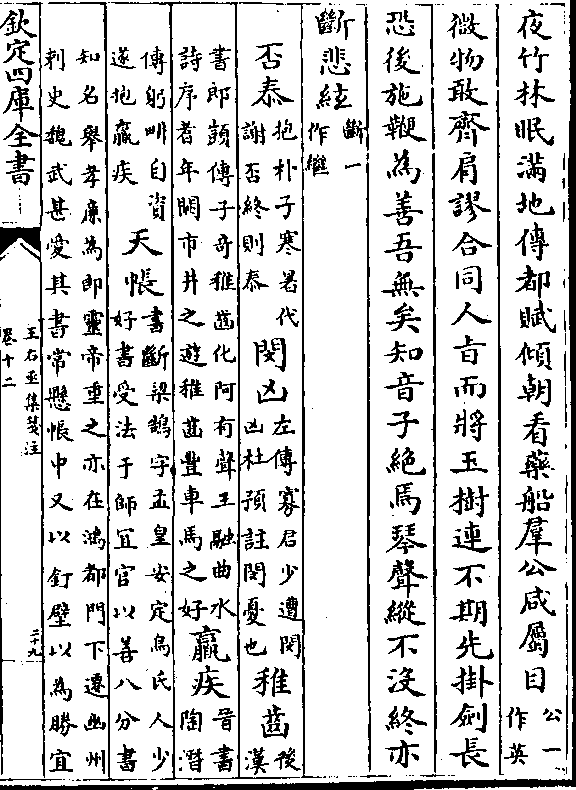 夜竹林眠滿地傳都賦傾朝看藥船羣公咸屬目公一作英
微物敢齊肩謬合同人旨而將玉樹連不期先掛劍長
恐後施鞭為善吾無矣知音子絶焉琴聲縱不沒終亦
斷悲絃斷一作繼
否泰抱朴子寒暑代謝否終則泰閔凶左傳寡君少遭閔凶杜預註閔憂也稚齒後漢
書郎顗傳子奇稚齒化阿有聲王融曲水詩序耆年闕市井之遊稚齒豐車馬之好羸疾晉書陶潛
傳躬畊自資遂抱羸疾天帳書斷梁鵠字孟皇安定烏氏人少好書受法于師宜官以善八分書
知名舉孝廉為郎靈帝重之亦在鴻都門下遷幽州刺史魏武甚愛其書常懸帳中又以釘壁以為勝宜
欽定四庫全書
王右丞集箋注
卷十二
二十九